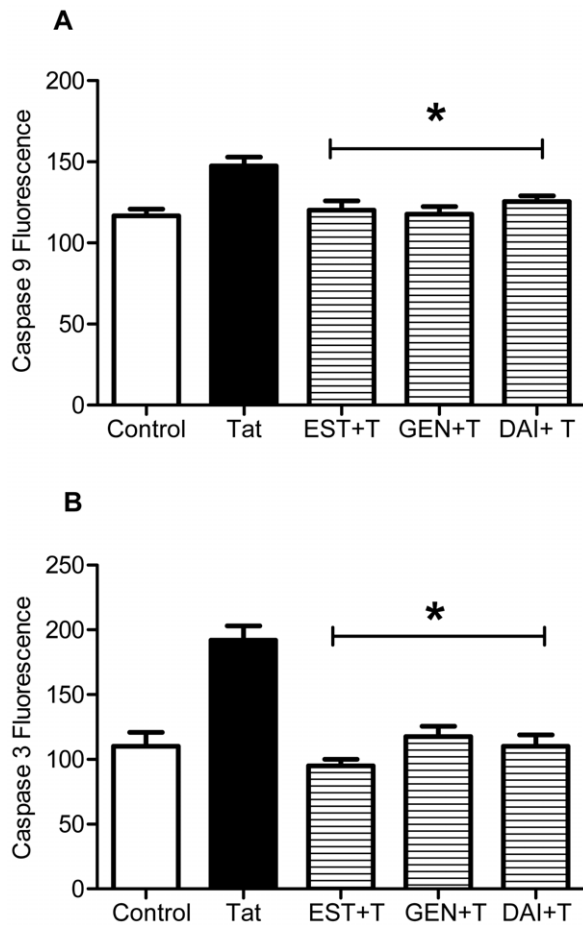 A
Caspase 9 Fluorescence
200
150
100
50
0
*
Control Tat EST+T GEN+T DAI+ T
B
Caspase 3 Fluorescence
250
200
150
100
50
0
*
Control Tat EST+T GEN+T DAI+T